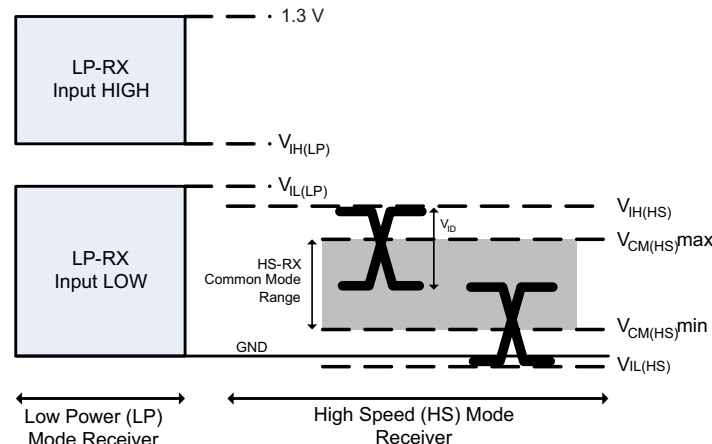 1.3 V
LP-RX
Input HIGH
VIH(LP)
VIL(LP)
VIH(HS)
VID
VCM(HS)max
LP-RX
Input LOW
HS-RX
Common Mode
Range
VCM(HS)min
GND
VIL(HS)
Low Power (LP)
Mode Receiver
High Speed (HS) Mode
Receiver